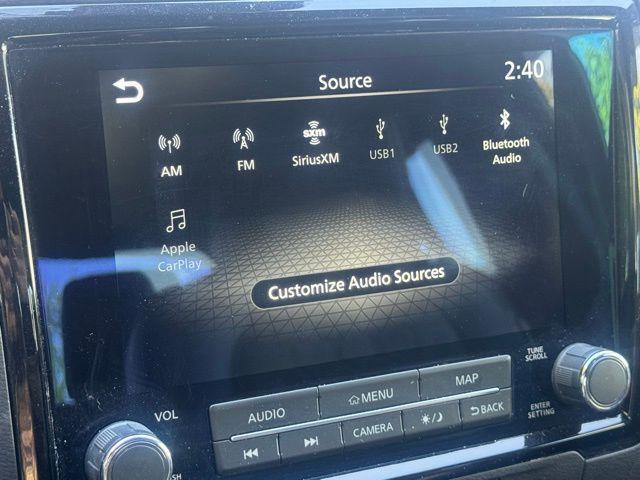 Source
2:40
AM
FM
sxm
SiriusXM
USB1
USB2
Bluetooth
Audio
Apple
CarPlay
Customize Audio Sources
VOL
AUDIO
MENU
MAP
CAMERA
BACK
TUNE
SCROLL
ENTER
SETTING